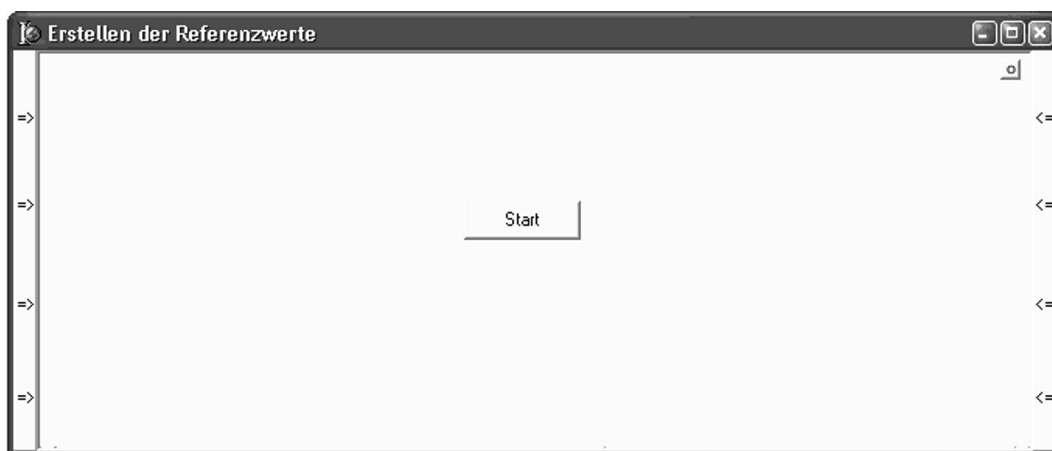 Erstellen der Referenzwerte
o
=> <=
Start
=> <=
=> <=
=> <=